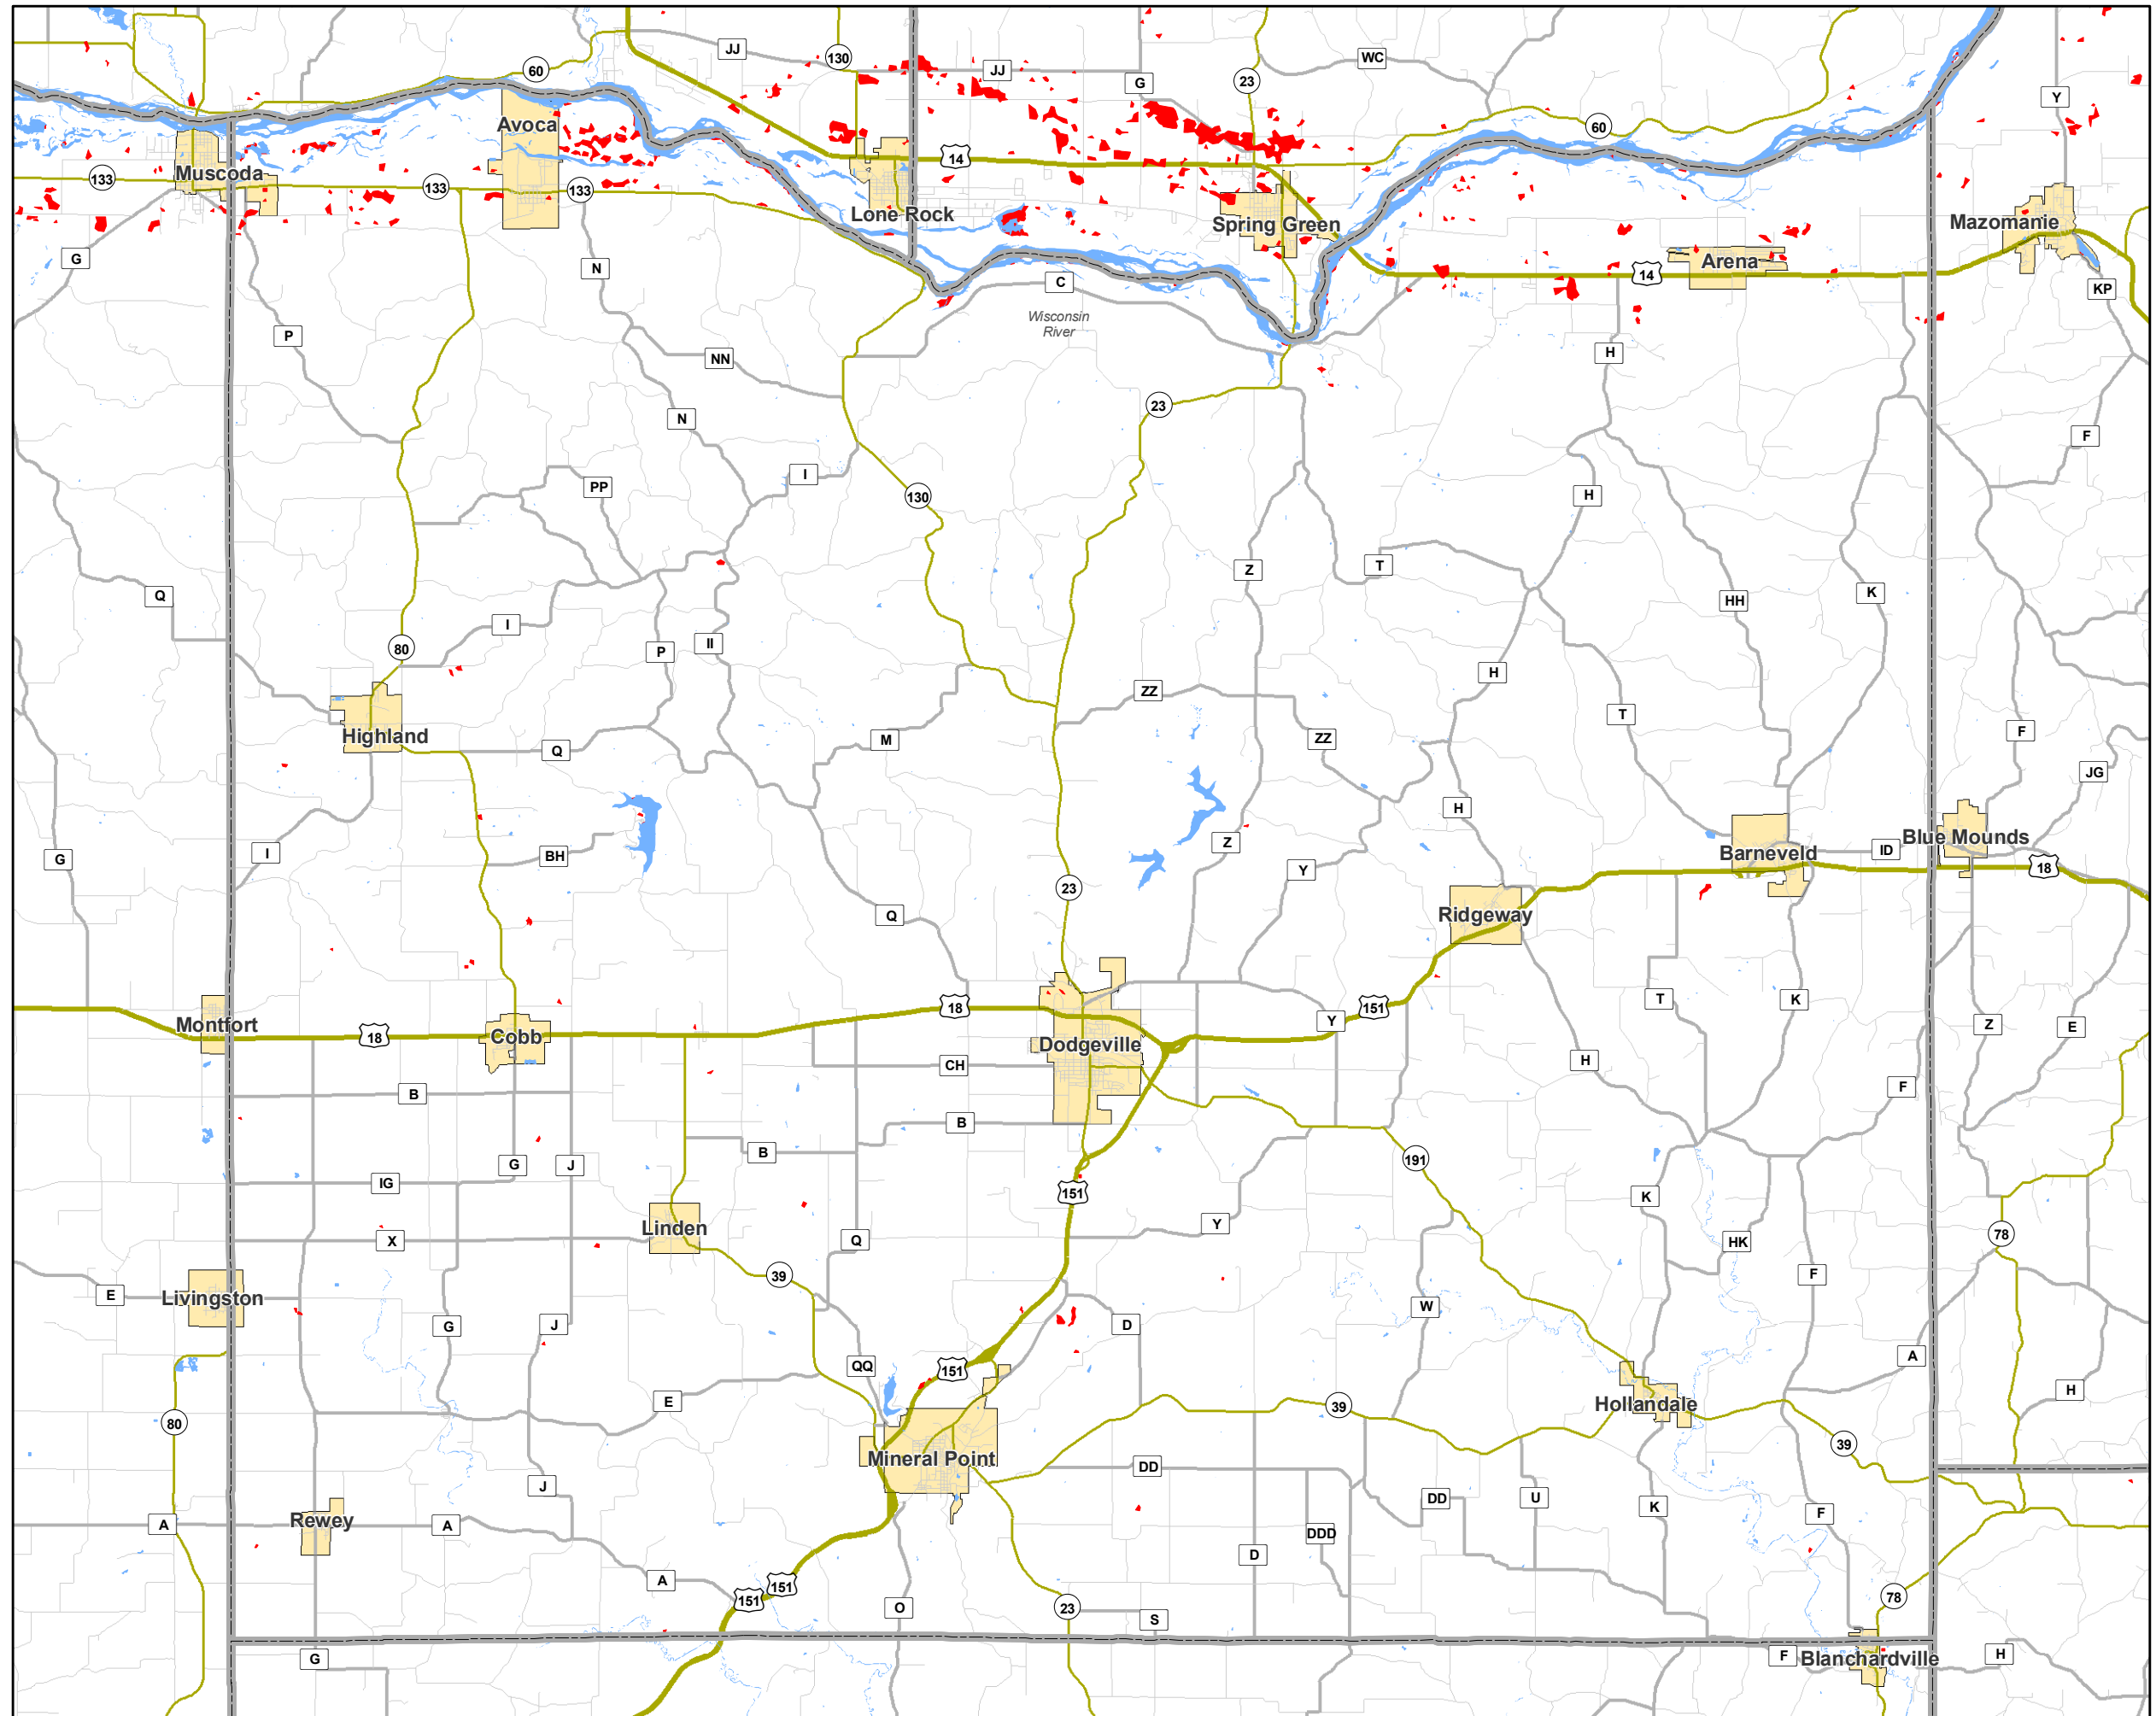 JJ
130
60
JJ
G
23
WC
Y
60
Avoca
14
133
Muscoda
133
133
Lone Rock
Spring Green
Mazomanie
G
N
Arena
14
C
KP
Wisconsin
River
P
NN
H
23
N
F
I
PP
130
H
Z
T
Q
HH
K
I
80
P
II
H
ZZ
T
Highland
Q
M
ZZ
F
JG
H
G
I
BH
Z
Y
Barneveld
ID
Blue Mounds
18
23
Q
Ridgeway
T
K
18
151
Montfort
18
Cobb
Y
Dodgeville
Z
E
H
CH
B
F
B
B
G
J
191
IG
151
K
Linden
Y
X
Q
78
HK
39
F
E
Livingston
W
G
J
D
QQ
151
A
H
E
80
39
Hollandale
39
Mineral Point
DD
J
DD
U
K
F
A
Rewey
A
DDD
D
A
151
151
O
23
S
78
G
F
Blanchardville
H